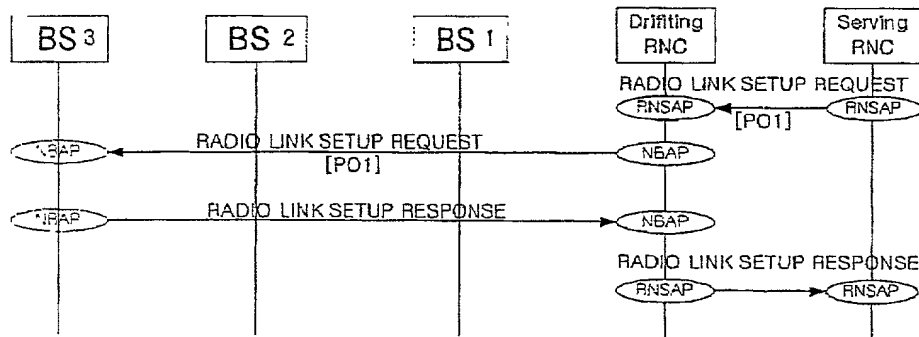 BS 3
BS 2
BS 1
Drifiting
RNC
Serving
RNC
RADIO LINK SETUP REQUEST
RNSAP
RNSAP
[PO1]
RADIO LINK SETUP REQUEST
NBAP
NBAP
[PO1]
RADIO LINK SETUP RESPONSE
NBAP
NBAP
RADIO LINK SETUP RESPONSE
RNSAP
RNSAP